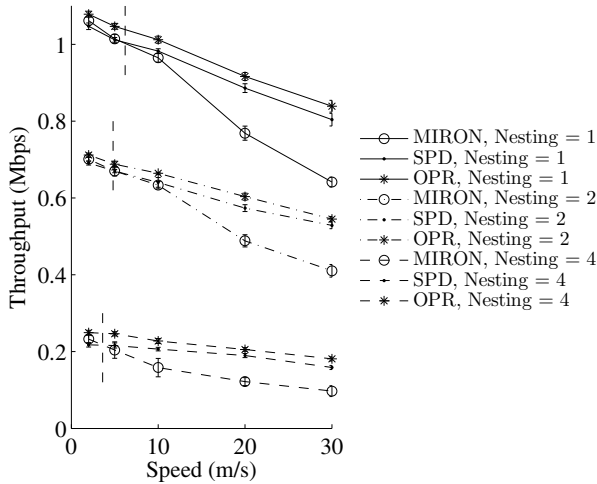 1
0.8
0.6
0.4
0.2
0
0 10 20 30
Throughput (Mbps)
Speed (m/s)
MIRON, Nesting = 1
SPD, Nesting = 1
OPR, Nesting = 1
MIRON, Nesting = 2
SPD, Nesting = 2
OPR, Nesting = 2
MIRON, Nesting = 4
SPD, Nesting = 4
OPR, Nesting = 4